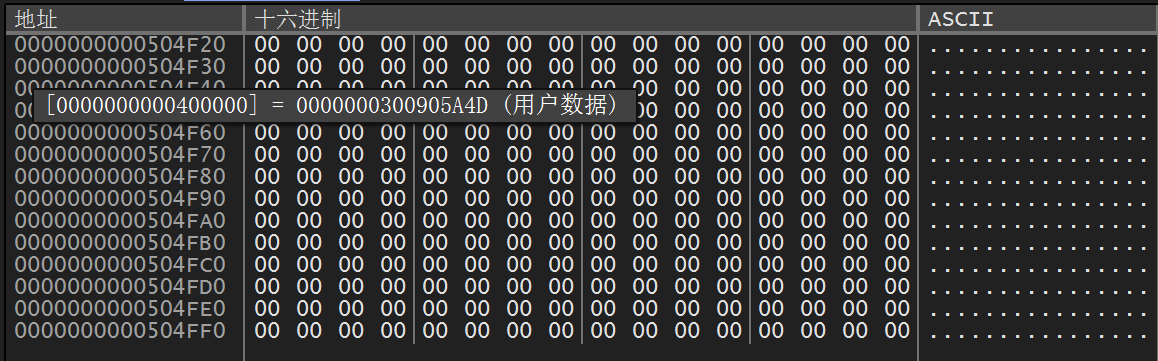 地址 十六进制 ASCII
0000000000504F20 00 00 00 00 00 00 00 00 00 00 00 00 00 00 00 00 ................
0000000000504F30 00 00 00 00 00 00 00 00 00 00 00 00 00 00 00 00 ................
0000000000504F40 00 00 00 00 00 00 00 00 00 00 00 00 00 00 00 00 ................
[0000000000400000] = 0000000300905A4D (用户数据) 00 00 00 00 ................
0000000000504F60 00 00 00 00 00 00 00 00 00 00 00 00 00 00 00 00 ................
0000000000504F70 00 00 00 00 00 00 00 00 00 00 00 00 00 00 00 00 ................
0000000000504F80 00 00 00 00 00 00 00 00 00 00 00 00 00 00 00 00 ................
0000000000504F90 00 00 00 00 00 00 00 00 00 00 00 00 00 00 00 00 ................
0000000000504FA0 00 00 00 00 00 00 00 00 00 00 00 00 00 00 00 00 ................
0000000000504FB0 00 00 00 00 00 00 00 00 00 00 00 00 00 00 00 00 ................
0000000000504FC0 00 00 00 00 00 00 00 00 00 00 00 00 00 00 00 00 ................
0000000000504FD0 00 00 00 00 00 00 00 00 00 00 00 00 00 00 00 00 ................
0000000000504FE0 00 00 00 00 00 00 00 00 00 00 00 00 00 00 00 00 ................
0000000000504FF0 00 00 00 00 00 00 00 00 00 00 00 00 00 00 00 00 ................